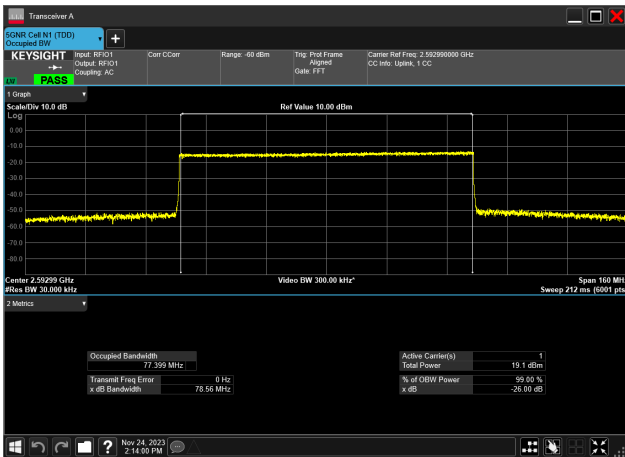 Transceiver A
5GNR Cell N1 (TDD)
Occupied BW
KEYSIGHT
Input: RFIO1
Output: RFIO1
Coupling: AC
Corr CCorr
Range: -60 dBm
Trig: Prot Frame
Aligned
Gate: FFT
Carrier Ref Freq: 2.592990000 GHz
CC Info: Uplink, 1 CC
PASS
1 Graph
Scale/Div 10.0 dB
Ref Value 10.00 dBm
Log
0.00
-10.0
-20.0
-30.0
-40.0
-50.0
-60.0
-70.0
-80.0
Center 2.59299 GHz
Video BW 300.00 kHz*
Span 160 MHz
#Res BW 30.000 kHz
Sweep 212 ms (6001 pts)
2 Metrics
Occupied Bandwidth
77.399 MHz
Transmit Freq Error 0 Hz
x dB Bandwidth 78.56 MHz
Active Carrier(s) 1
Total Power 19.1 dBm
% of OBW Power 99.00 %
x dB -26.00 dB
Nov 24, 2023
2:14:00 PM